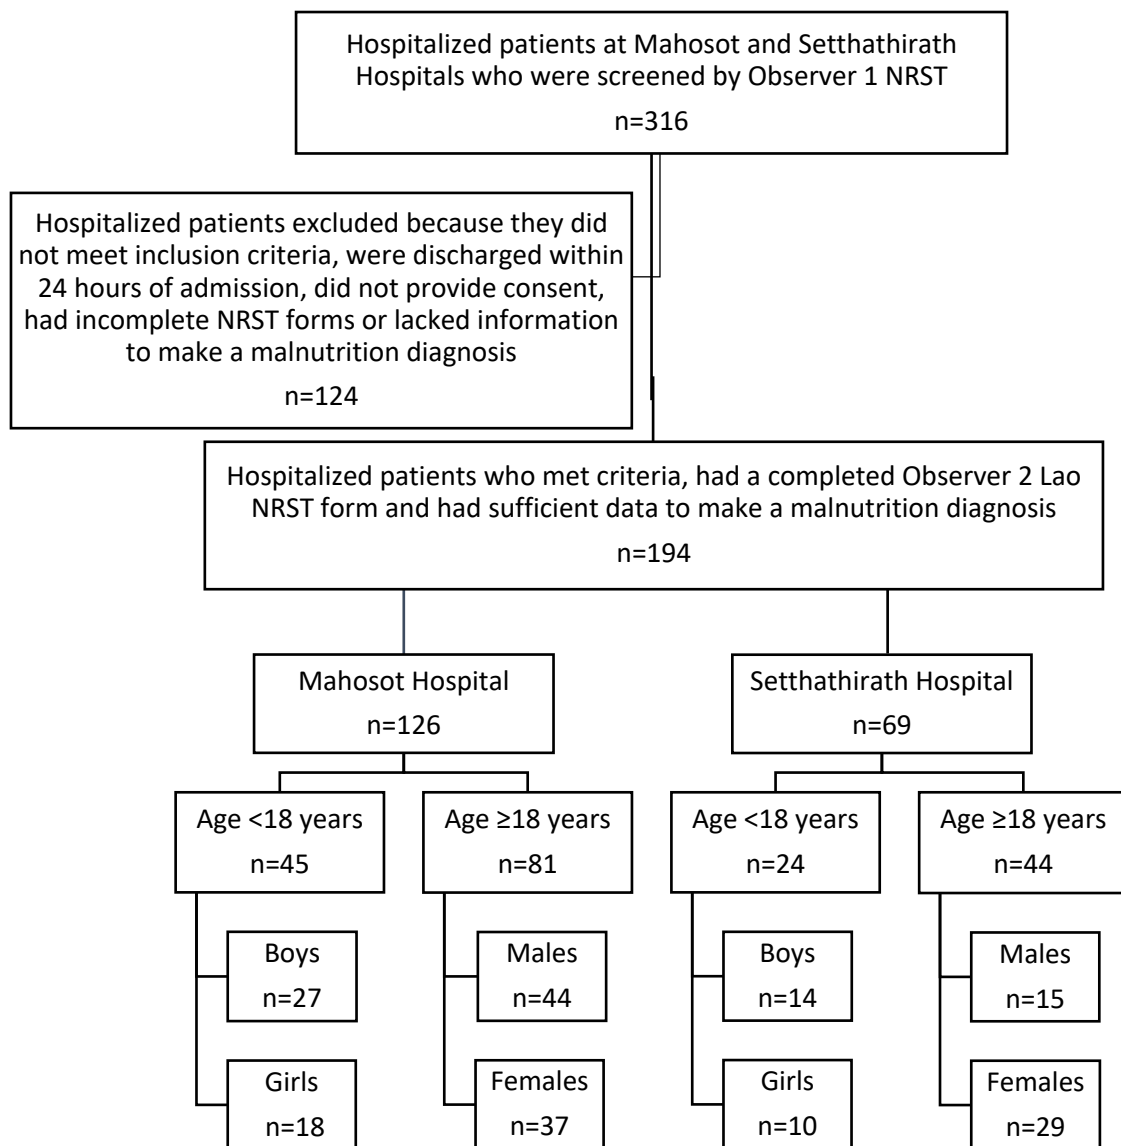 Hospitalized patients at Mahosot and Setthathirath
Hospitals who were screened by Observer 1 NRST
n=316
Hospitalized patients excluded because they did
not meet inclusion criteria, were discharged within
24 hours of admission, did not provide consent,
had incomplete NRST forms or lacked information
to make a malnutrition diagnosis
n=124
Hospitalized patients who met criteria, had a completed Observer 2 Lao
NRST form and had sufficient data to make a malnutrition diagnosis
n=194
Mahosot Hospital
n=126
Setthathirath Hospital
n=69
Age <18 years
n=45
Age ≥18 years
n=81
Age <18 years
n=24
Age ≥18 years
n=44
Boys
n=27
Males
n=44
Boys
n=14
Males
n=15
Girls
n=18
Females
n=37
Girls
n=10
Females
n=29